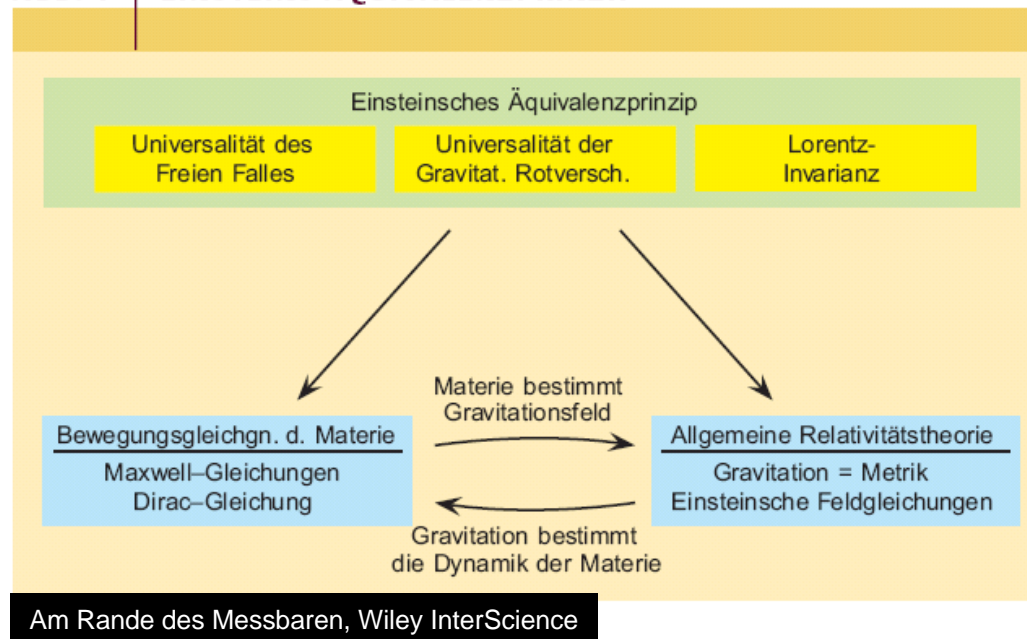 Einsteinsches Äquivalenzprinzip
Universalität des
Freien Falles
Universalität der
Gravitat. Rotversch.
Lorentz-
Invarianz
Materie bestimmt
Gravitationsfeld
Bewegungsgleichgn. d. Materie
Maxwell–Gleichungen
Dirac–Gleichung
Allgemeine Relativitätstheorie
Gravitation = Metrik
Einsteinsche Feldgleichungen
Gravitation bestimmt
die Dynamik der Materie
Am Rande des Messbaren, Wiley InterScience